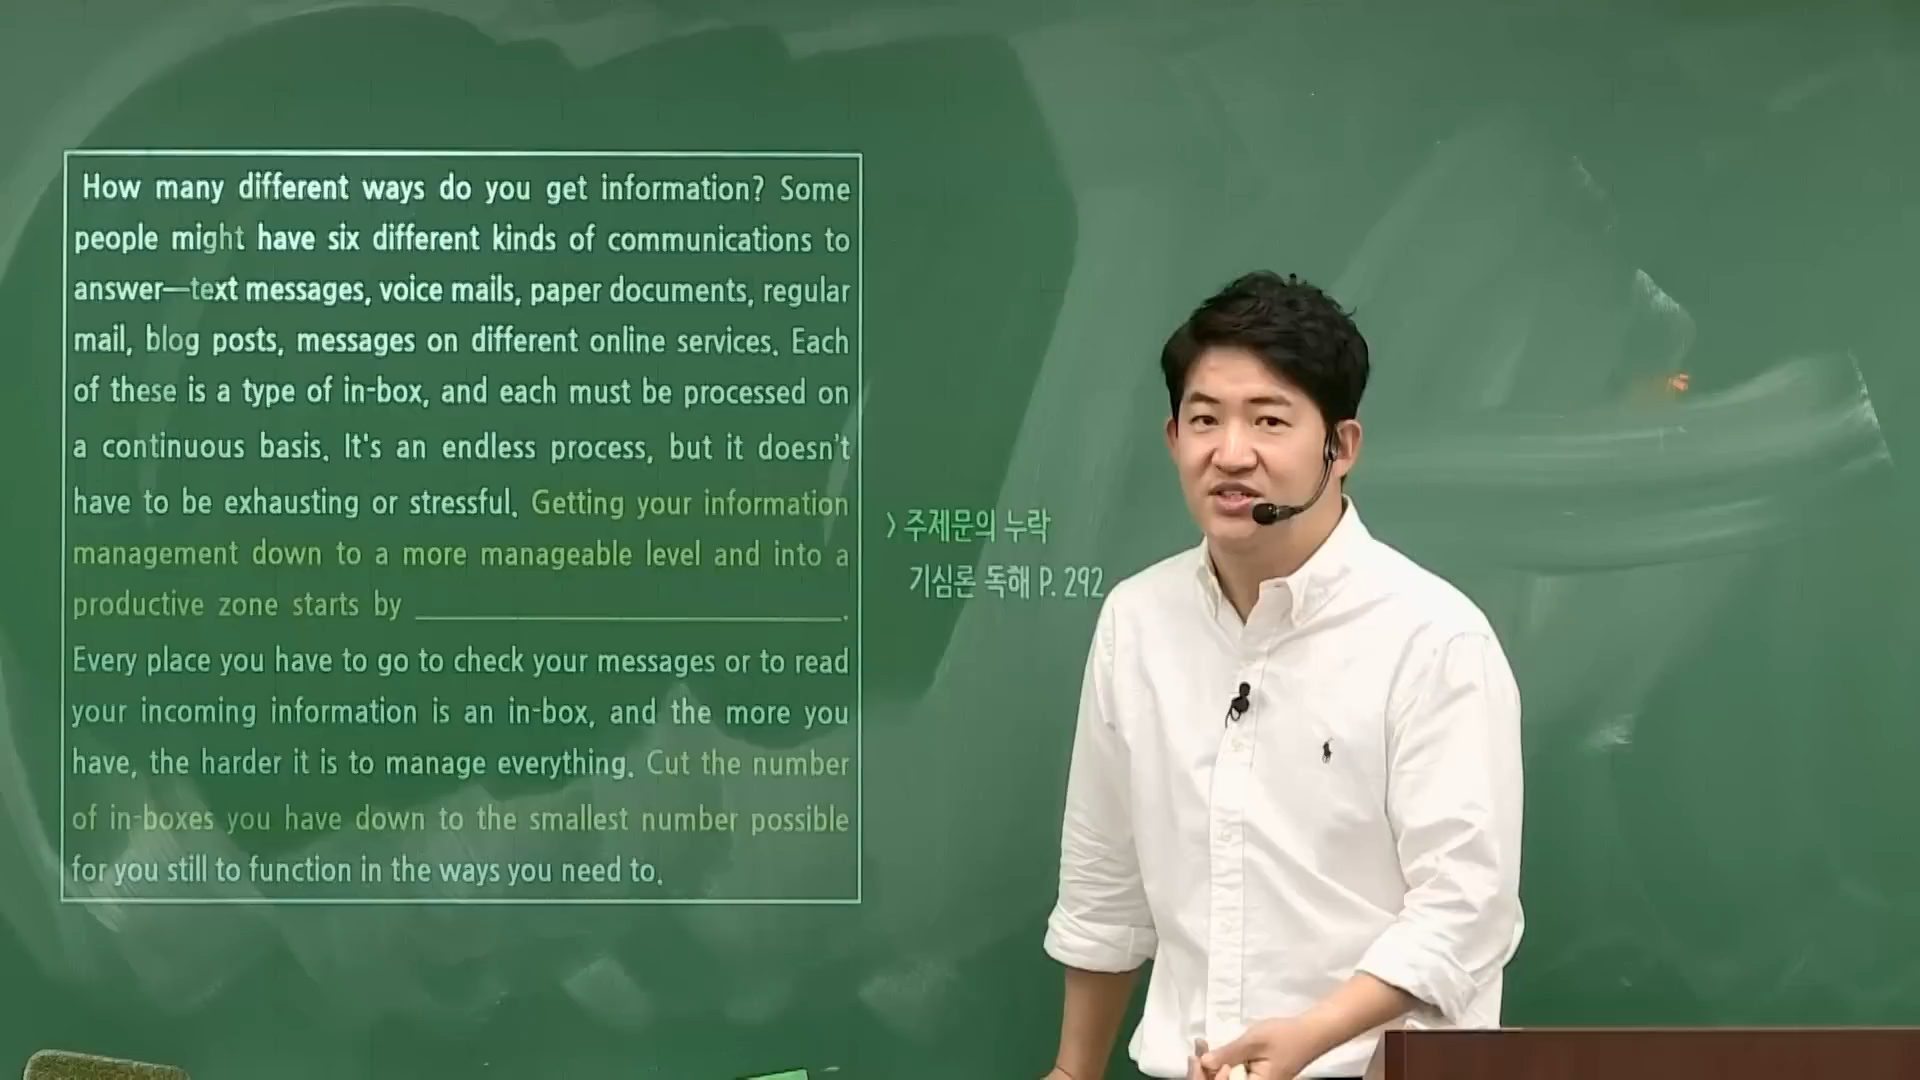 How many different ways do you get information? Some
people might have six different kinds of communications to
answer—text messages, voice mails, paper documents, regular
mail, blog posts, messages on different online services. Each
of these is a type of in-box, and each must be processed on
a continuous basis. It's an endless process, but it doesn't
have to be exhausting or stressful. Getting your information
management down to a more manageable level and into a
productive zone starts by ____________________.
Every place you have to go to check your messages or to read
your incoming information is an in-box, and the more you
have, the harder it is to manage everything. Cut the number
of in-boxes you have down to the smallest number possible
for you still to function in the ways you need to.
> 주제문의 누락
기심론 독해 P. 292